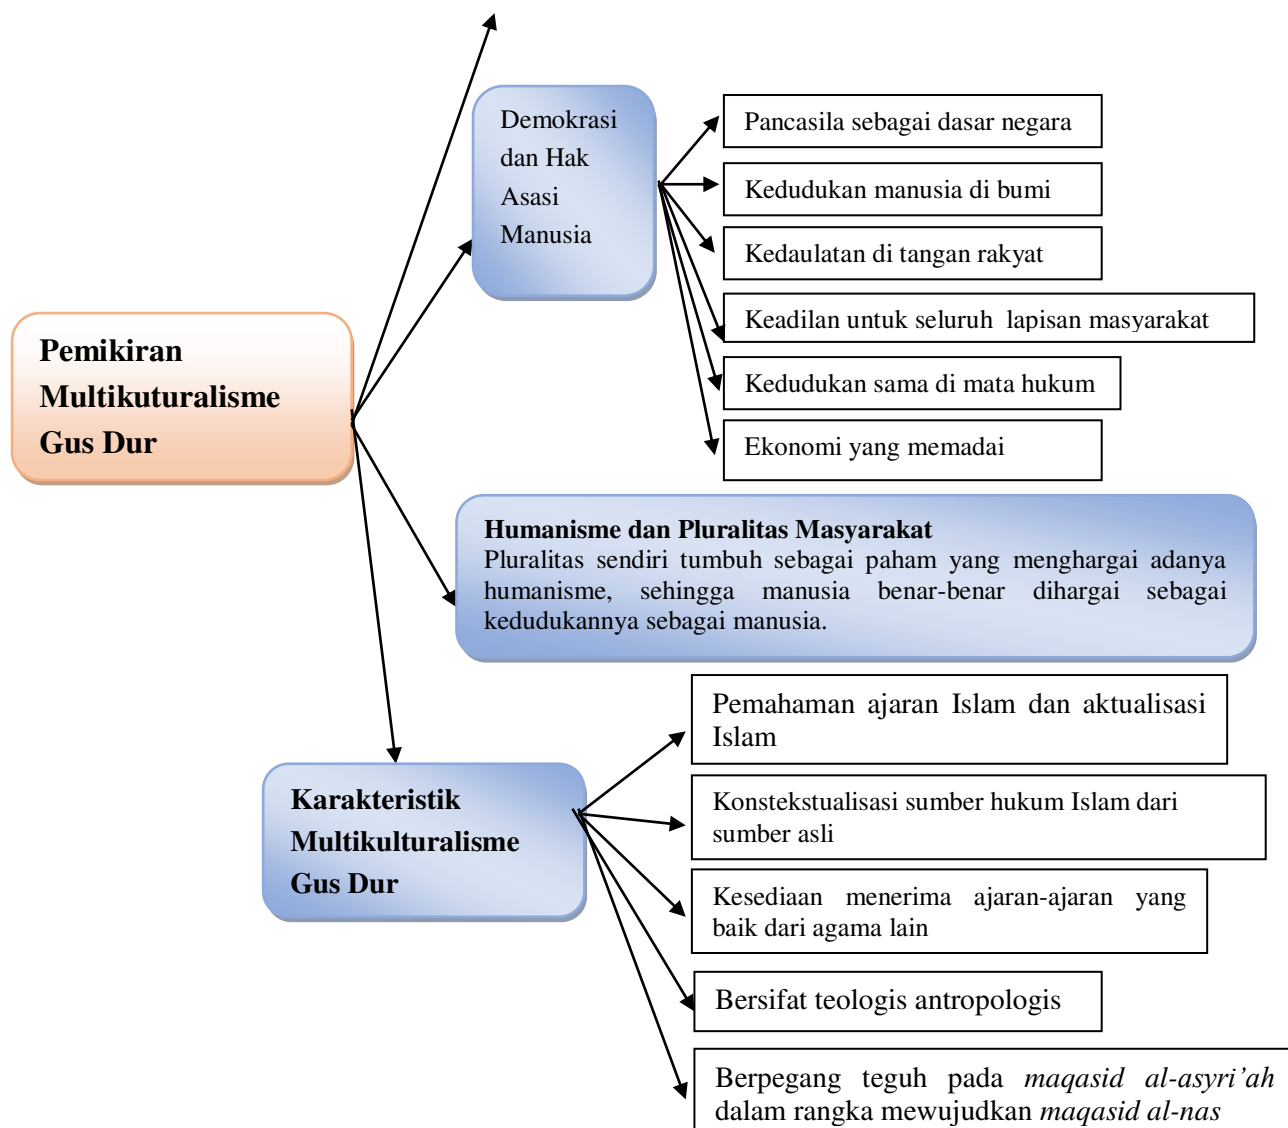 Demokrasi
dan Hak
Asasi
Manusia
Pancasila sebagai dasar negara
Kedudukan manusia di bumi
Kedaulatan di tangan rakyat
Keadilan untuk seluruh lapisan masyarakat
Kedudukan sama di mata hukum
Ekonomi yang memadai
Pemikiran
Multikuturalisme
Gus Dur
Humanisme dan Pluralitas Masyarakat
Pluralitas sendiri tumbuh sebagai paham yang menghargai adanya
humanisme, sehingga manusia benar-benar dihargai sebagai
kedudukannya sebagai manusia.
Karakteristik
Multikulturalisme
Gus Dur
Pemahaman ajaran Islam dan aktualisasi
Islam
Konstekstualisasi sumber hukum Islam dari
sumber asli
Kesediaan menerima ajaran-ajaran yang
baik dari agama lain
Bersifat teologis antropologis
Berpegang teguh pada maqasid al-asyri’ah
dalam rangka mewujudkan maqasid al-nas